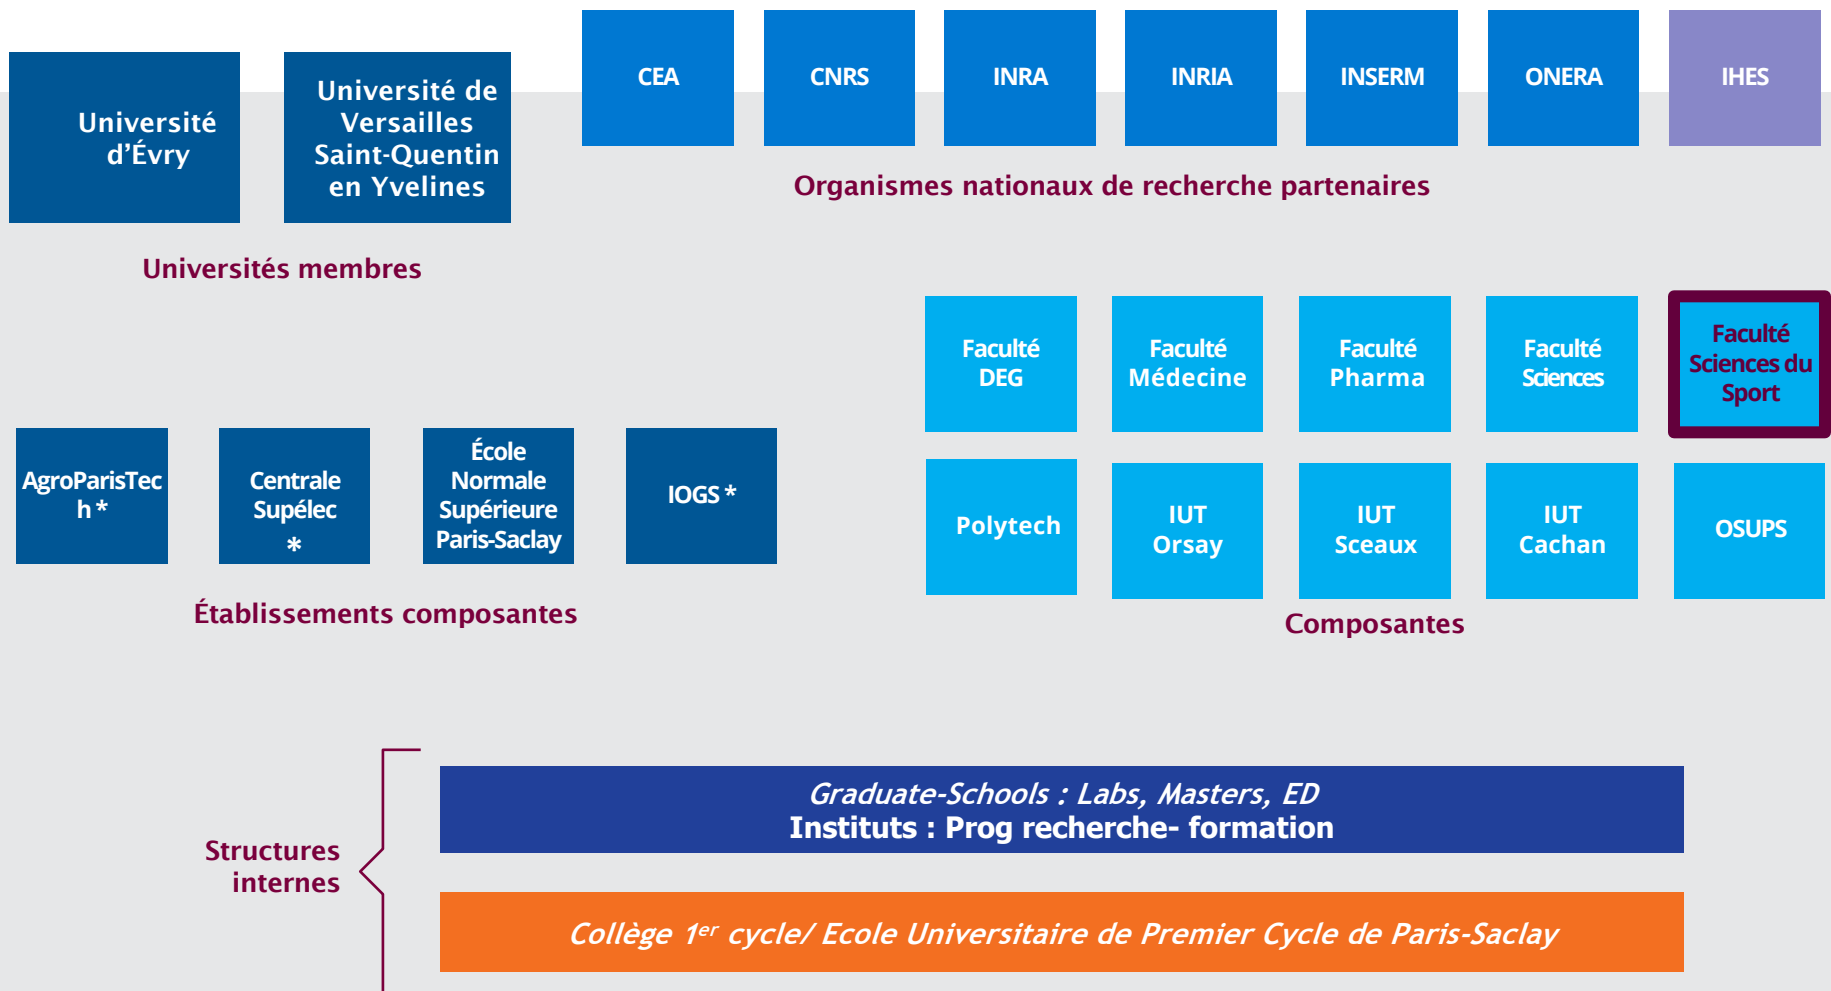 Université
d'Évry
Université de
Versailles
Saint-Quentin
en Yvelines
Universités membres
CEA
CNRS
INRA
INRIA
INSERM
ONERA
IHES
Organismes nationaux de recherche partenaires
Faculté
DEG
Faculté
Médecine
Faculté
Pharma
Faculté
Sciences
Faculté
Sciences du
Sport
AgroParisTec
h *
Centrale
Supélec
*
École
Normale
Supérieure
Paris-Saclay
IOGS *
Établissements composantes
Polytech
IUT
Orsay
IUT
Sceaux
IUT
Cachan
OSUPS
Composantes
Structures
internes
Graduate-Schools : Labs, Masters, ED
Instituts : Prog recherche- formation
Collège 1er cycle/ Ecole Universitaire de Premier Cycle de Paris-Saclay